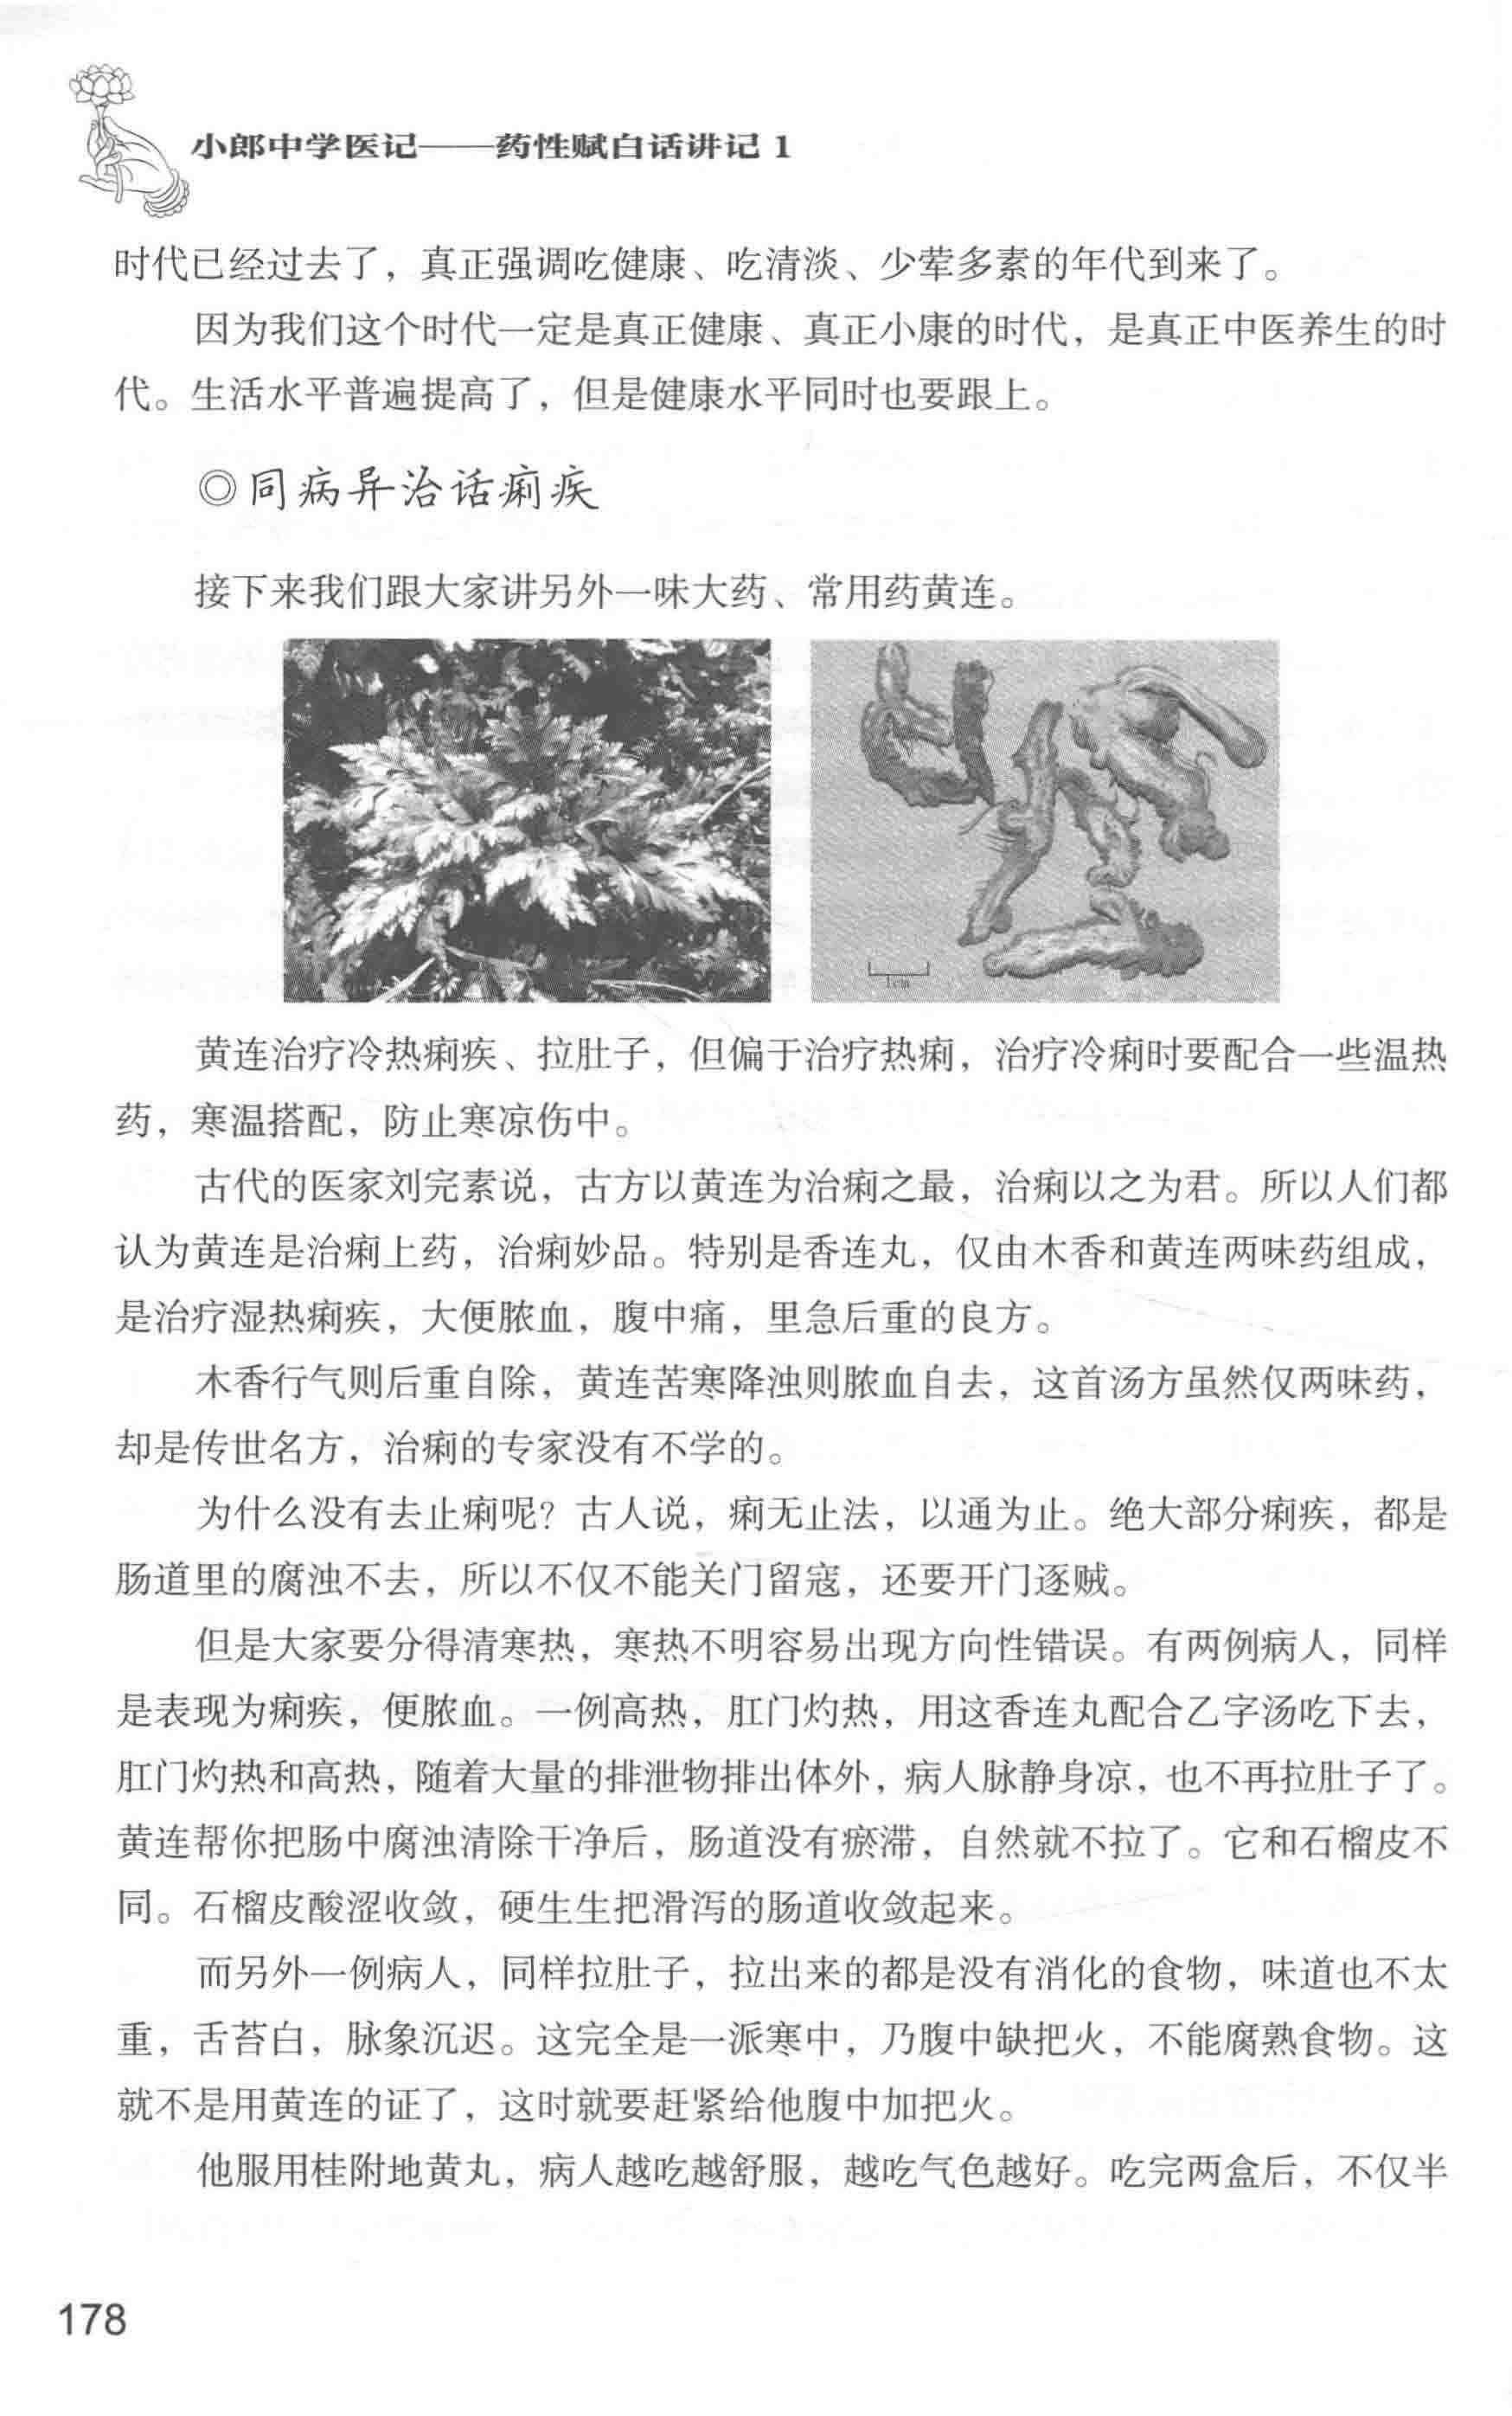 小郎中学医记——药性赋白话讲记 1
时代已经过去了，真正强调吃健康、吃清淡、少荤多素的年代到来了。
因为我们这个时代一定是真正健康、真正小康的时代，是真正中医养生的时
代。生活水平普遍提高了，但是健康水平同时也要跟上。
◎同病异治话痢疾
接下来我们跟大家讲另外一味大药、常用药黄连。
1cm
黄连治疗冷热痢疾、拉肚子，但偏于治疗热痢，治疗冷痢时要配合一些温热
药，寒温搭配，防止寒凉伤中。
古代的医家刘完素说，古方以黄连为治痢之最，治痢以之为君。所以人们都
认为黄连是治痢上药，治痢妙品。特别是香连丸，仅由木香和黄连两味药组成，
是治疗湿热痢疾，大便脓血，腹中痛，里急后重的良方。
木香行气则后重自除，黄连苦寒降浊则脓血自去，这首汤方虽然仅两味药，
却是传世名方，治痢的专家没有不学的。
为什么没有去止痢呢？古人说，痢无止法，以通为止。绝大部分痢疾，都是
肠道里的腐浊不去，所以不仅不能关门留寇，还要开门逐贼。
但是大家要分得清寒热，寒热不明容易出现方向性错误。有两例病人，同样
是表现为痢疾，便脓血。一例高热，肛门灼热，用这香连丸配合乙字汤吃下去，
肛门灼热和高热，随着大量的排泄物排出体外，病人脉静身凉，也不再拉肚子了。
黄连帮你把肠中腐浊清除干净后，肠道没有瘀滞，自然就不拉了。它和石榴皮不
同。石榴皮酸涩收敛，硬生生把滑泻的肠道收敛起来。
而另外一例病人，同样拉肚子，拉出来的都是没有消化的食物，味道也不太
重，舌苔白，脉象沉迟。这完全是一派寒中，乃腹中缺把火，不能腐熟食物。这
就不是用黄连的证了，这时就要赶紧给他腹中加把火。
他服用桂附地黄丸，病人越吃越舒服，越吃气色越好。吃完两盒后，不仅半
178